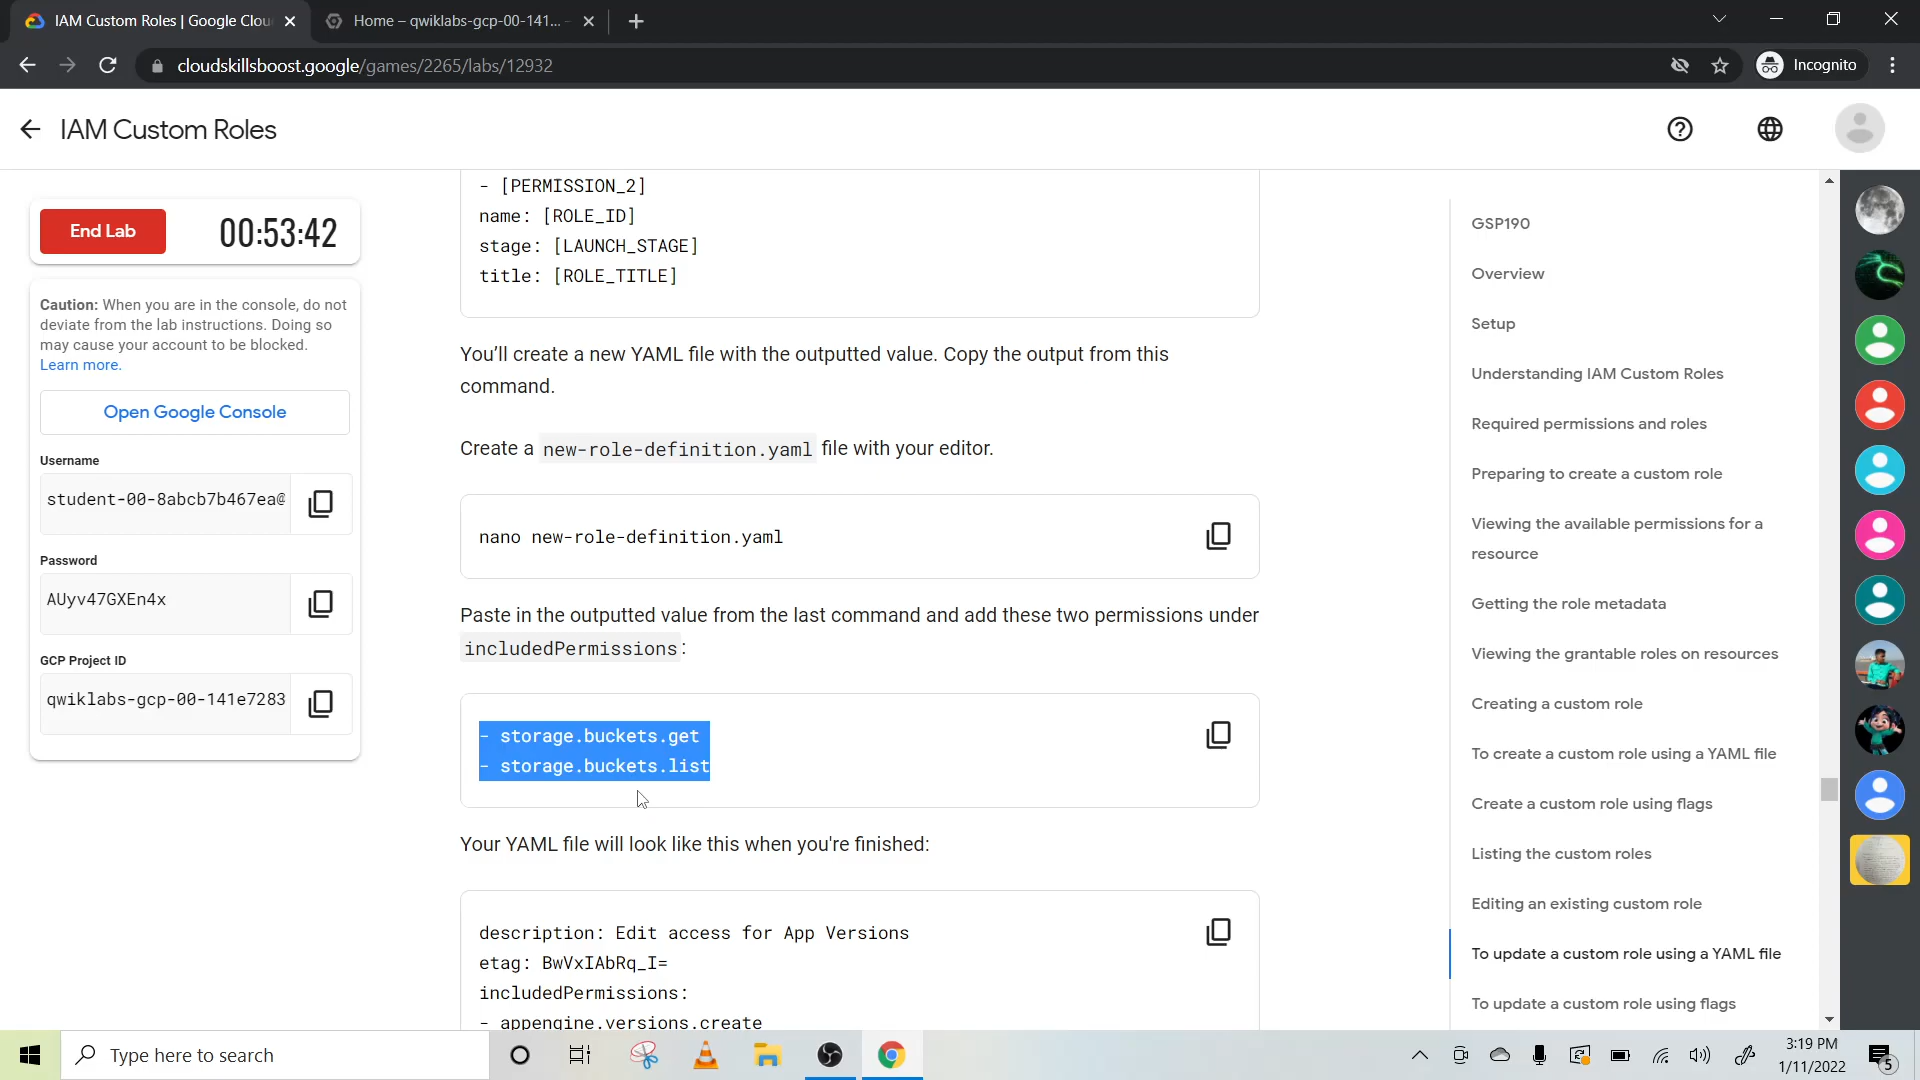 IAM Custom Roles | Google Clou
Home – qwiklabs-gcp-00-141...
cloudskillsboost.google/games/2265/labs/12932
Incognito
IAM Custom Roles
End Lab
00:53:42
Caution: When you are in the console, do not
deviate from the lab instructions. Doing so
may cause your account to be blocked.
Learn more.
Open Google Console
Username
student-00-8abcb7b467ea@
Password
AUyv47GXEn4x
GCP Project ID
qwiklabs-gcp-00-141e7283
- [PERMISSION_2]
name: [ROLE_ID]
stage: [LAUNCH_STAGE]
title: [ROLE_TITLE]
You’ll create a new YAML file with the outputted value. Copy the output from this
command.
Create a new-role-definition.yaml file with your editor.
nano new-role-definition.yaml
Paste in the outputted value from the last command and add these two permissions under
includedPermissions:
- storage.buckets.get
- storage.buckets.list
Your YAML file will look like this when you're finished:
description: Edit access for App Versions
etag: BwVxIAbRq_I=
includedPermissions:
- appengine.versions.create
GSP190
Overview
Setup
Understanding IAM Custom Roles
Required permissions and roles
Preparing to create a custom role
Viewing the available permissions for a
resource
Getting the role metadata
Viewing the grantable roles on resources
Creating a custom role
To create a custom role using a YAML file
Create a custom role using flags
Listing the custom roles
Editing an existing custom role
To update a custom role using a YAML file
To update a custom role using flags
Type here to search
3:19 PM
1/11/2022
5